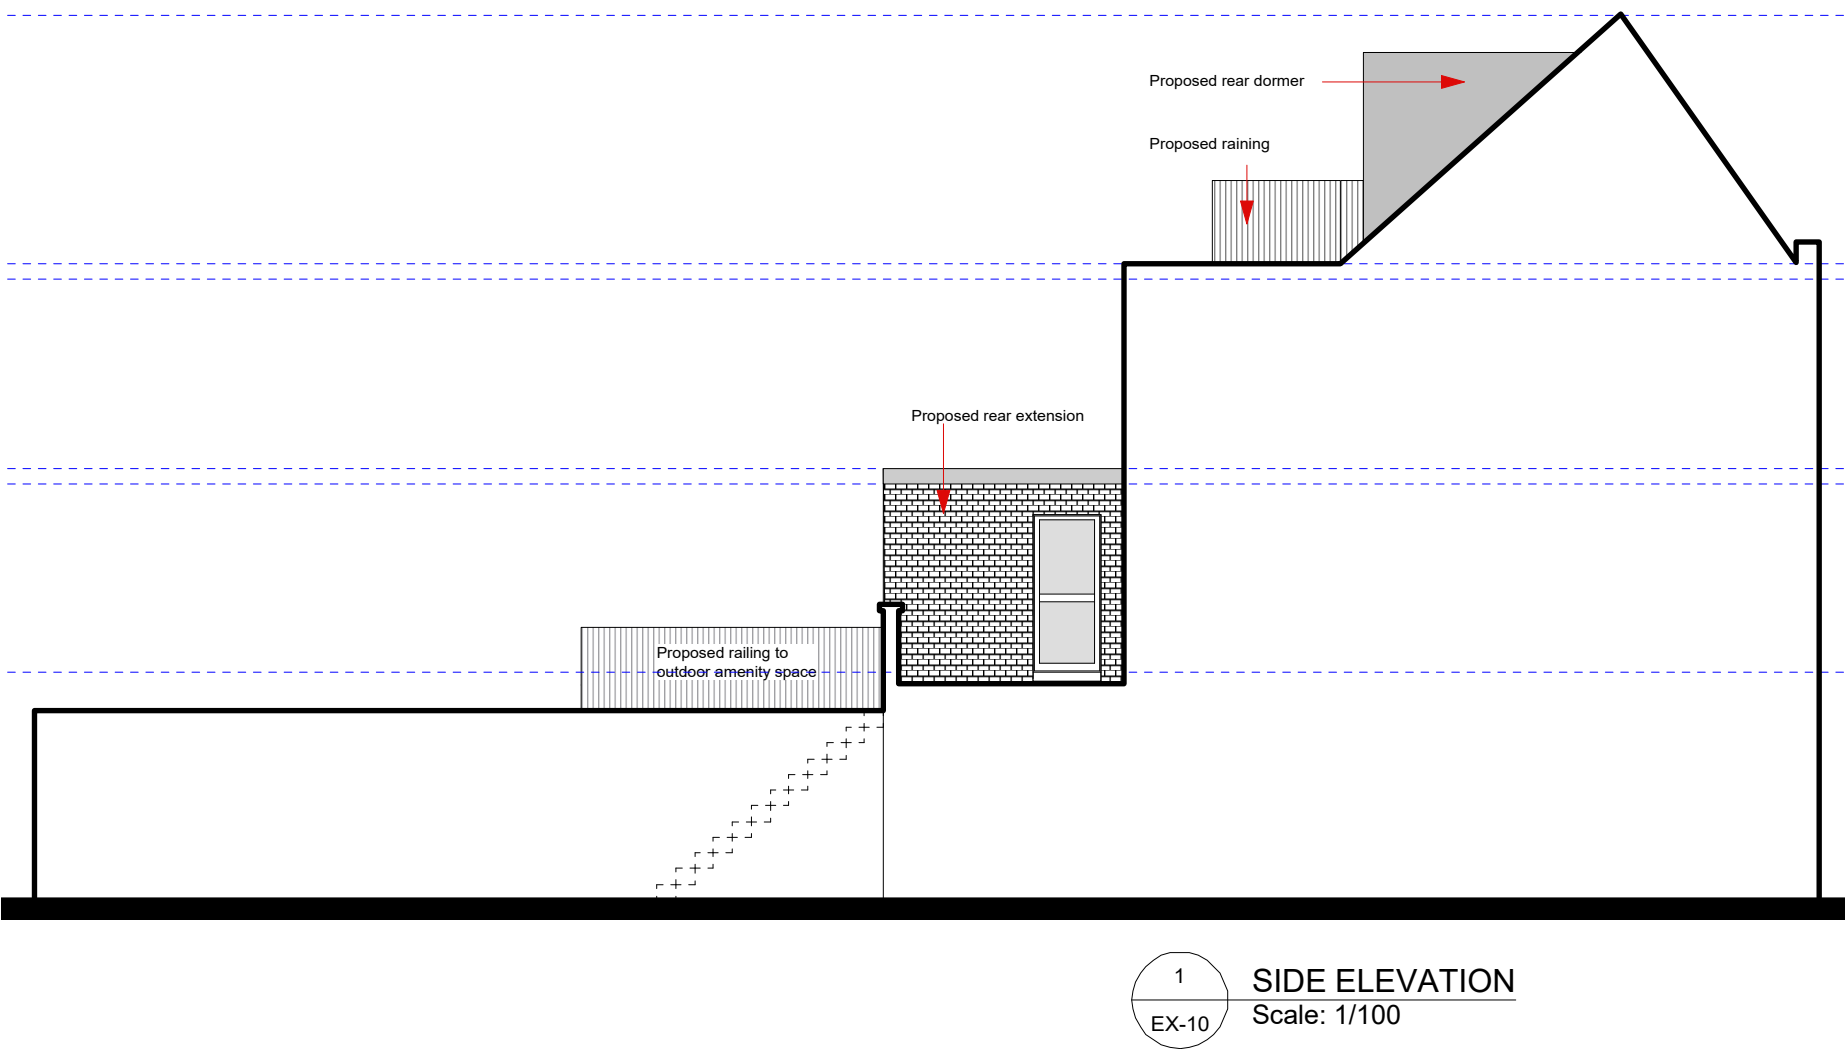 Proposed rear dormer
Proposed raining
Proposed rear extension
Proposed railing to
outdoor amenity space
1
EX-10
SIDE ELEVATION
Scale: 1/100